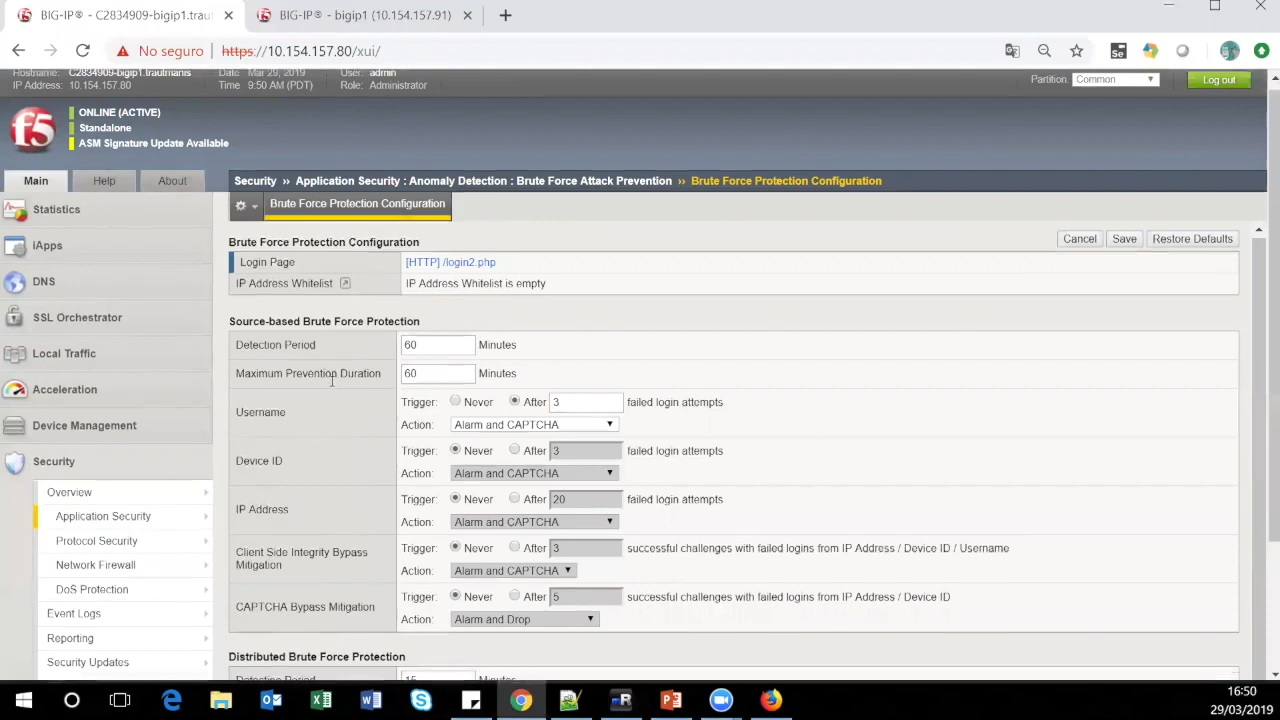 BIG-IP® - C2834909-bigip1.trau
BIG-IP® - bigip1 (10.154.157.91)
No seguro
https://10.154.157.80/xui/
Se
Hostname: C2834909-bigip1.trautmanis Date: Mar 29, 2019 User: admin
IP Address: 10.154.157.80 Time: 9:50 AM (PDT) Role: Administrator
Partition: Common
Log out
f5
ONLINE (ACTIVE)
Standalone
ASM Signature Update Available
Main Help About
Security ›› Application Security : Anomaly Detection : Brute Force Attack Prevention ›› Brute Force Protection Configuration
Brute Force Protection Configuration
Statistics
iApps
DNS
SSL Orchestrator
Local Traffic
Acceleration
Device Management
Security
Overview
Application Security
Protocol Security
Network Firewall
DoS Protection
Event Logs
Reporting
Security Updates
Brute Force Protection Configuration
Cancel Save Restore Defaults
Login Page [HTTP] /login2.php
IP Address Whitelist IP Address Whitelist is empty
Source-based Brute Force Protection
Detection Period 60 Minutes
Maximum Prevention Duration 60 Minutes
Username
Trigger: Never After 3 failed login attempts
Action: Alarm and CAPTCHA
Device ID
Trigger: Never After 3 failed login attempts
Action: Alarm and CAPTCHA
IP Address
Trigger: Never After 20 failed login attempts
Action: Alarm and CAPTCHA
Client Side Integrity Bypass
Mitigation
Trigger: Never After 3 successful challenges with failed logins from IP Address / Device ID / Username
Action: Alarm and CAPTCHA
CAPTCHA Bypass Mitigation
Trigger: Never After 5 successful challenges with failed logins from IP Address / Device ID
Action: Alarm and Drop
Distributed Brute Force Protection
Detection Period 15 Minutes
16:50
29/03/2019